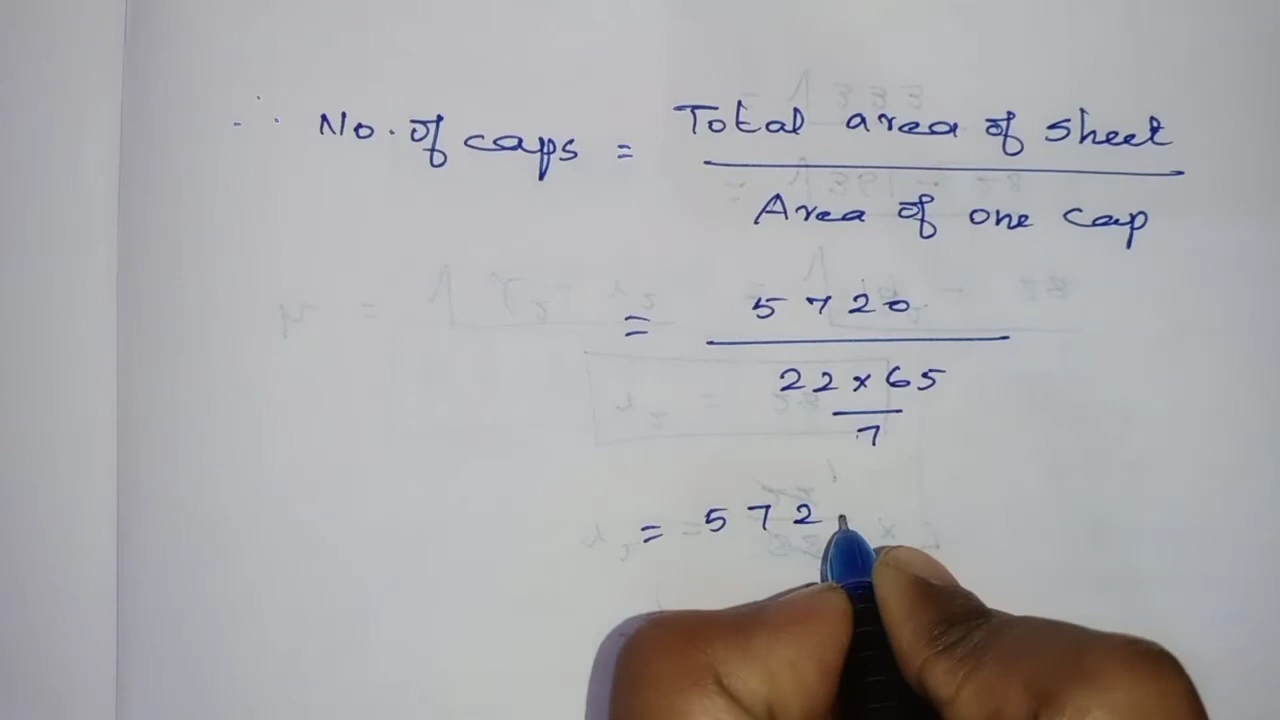 ∴ No. of caps = Total area of sheet
Area of one cap
= 5720
22 × 65
7
= 572